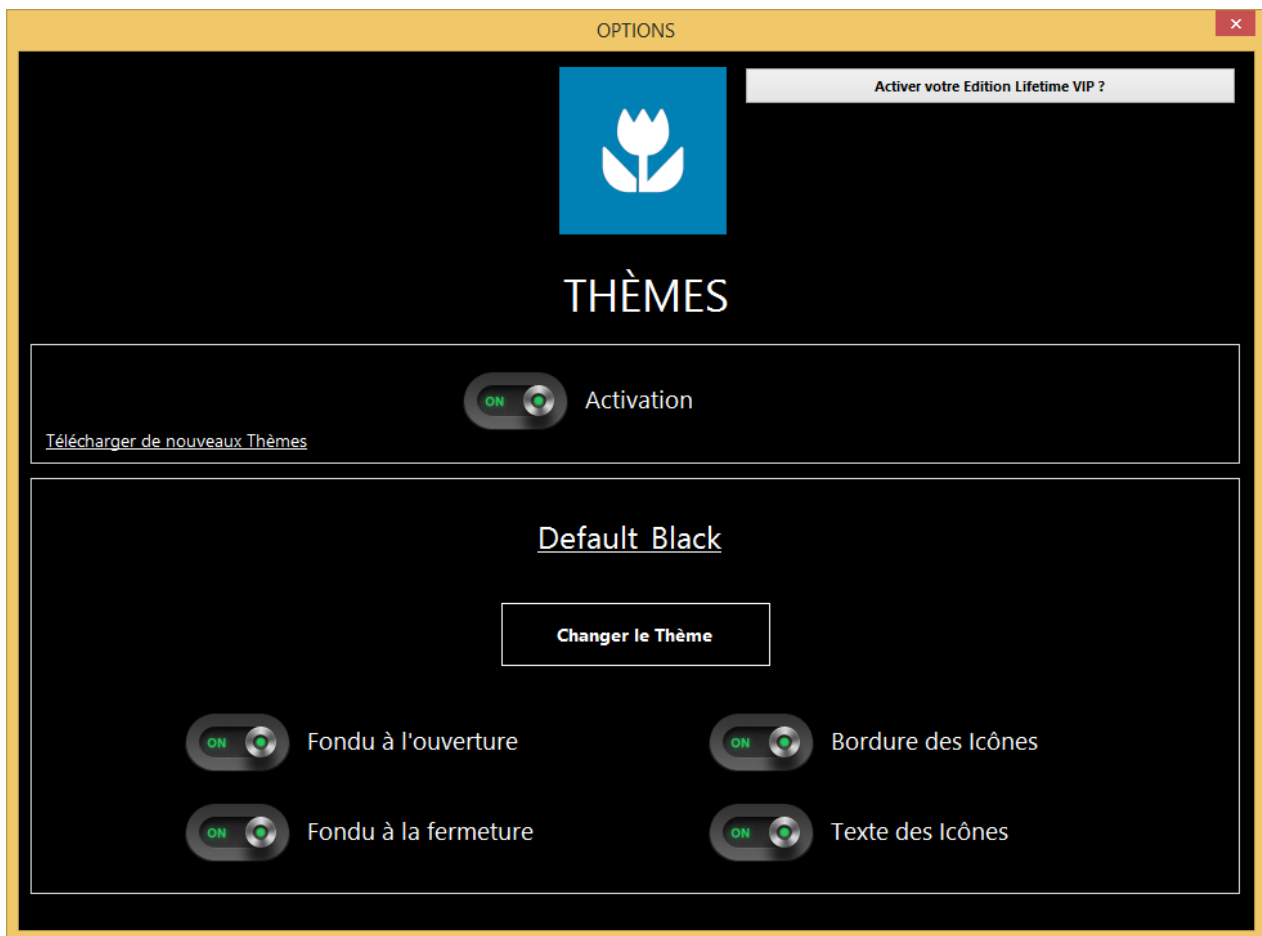 OPTIONS
Activer votre Edition Lifetime VIP ?
THÈMES
ON Activation
Télécharger de nouveaux Thèmes
Default Black
Changer le Thème
ON Fondu à l'ouverture
ON Bordure des Icônes
ON Fondu à la fermeture
ON Texte des Icônes